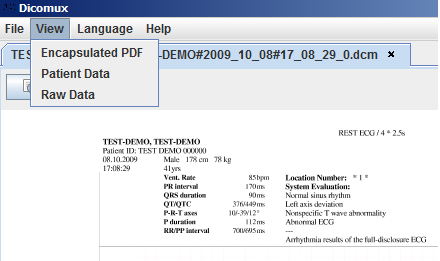 Dicomux
File View Language Help
TES -DEMO#2009_10_08#17_08_29_0.dcm ×
Encapsulated PDF
Patient Data
Raw Data
REST ECG / 4 * 2.5s
TEST-DEMO, TEST-DEMO
Patient ID: TEST DEMO 000000
08.10.2009 Male 178 cm 78 kg
17:08:29 41yrs
Vent. Rate 85bpm Location Number: * 1 *
PR interval 170ms System Evaluation:
QRS duration 90ms Normal sinus rhythm
QT/QTC 376/449ms Left axis deviation
P-R-T axes 10/-39/12° Nonspecific T wave abnormality
P duration 112ms Abnormal ECG
RR/PP interval 700/695ms ---
Arrhythmia results of the full-disclosure ECG